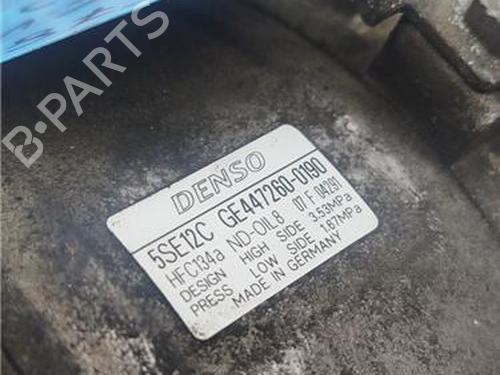 B-PARTS
DENSO
5SE12C GE447260-0190
HFC134a ND-OIL8 07 F 04291
DESIGN HIGH SIDE 3.53MPa
PRESS LOW SIDE 1.67MPa
MADE IN GERMANY